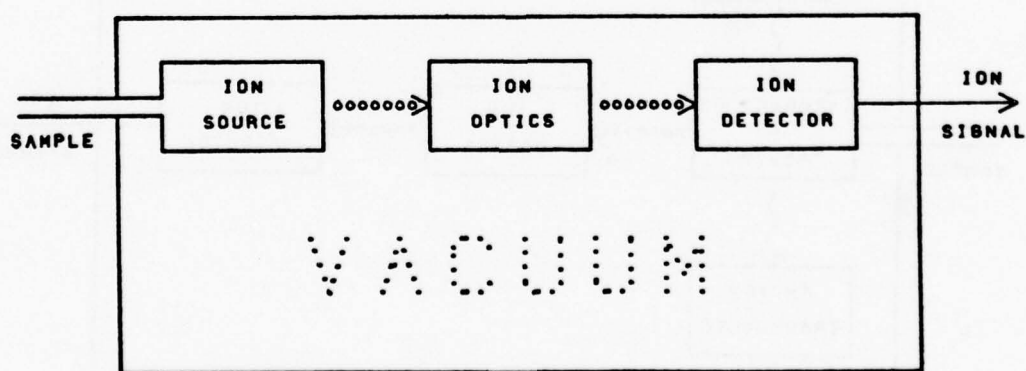 ION
SOURCE
ION
OPTICS
ION
DETECTOR
ION
SIGNAL
SAMPLE
VACUUM